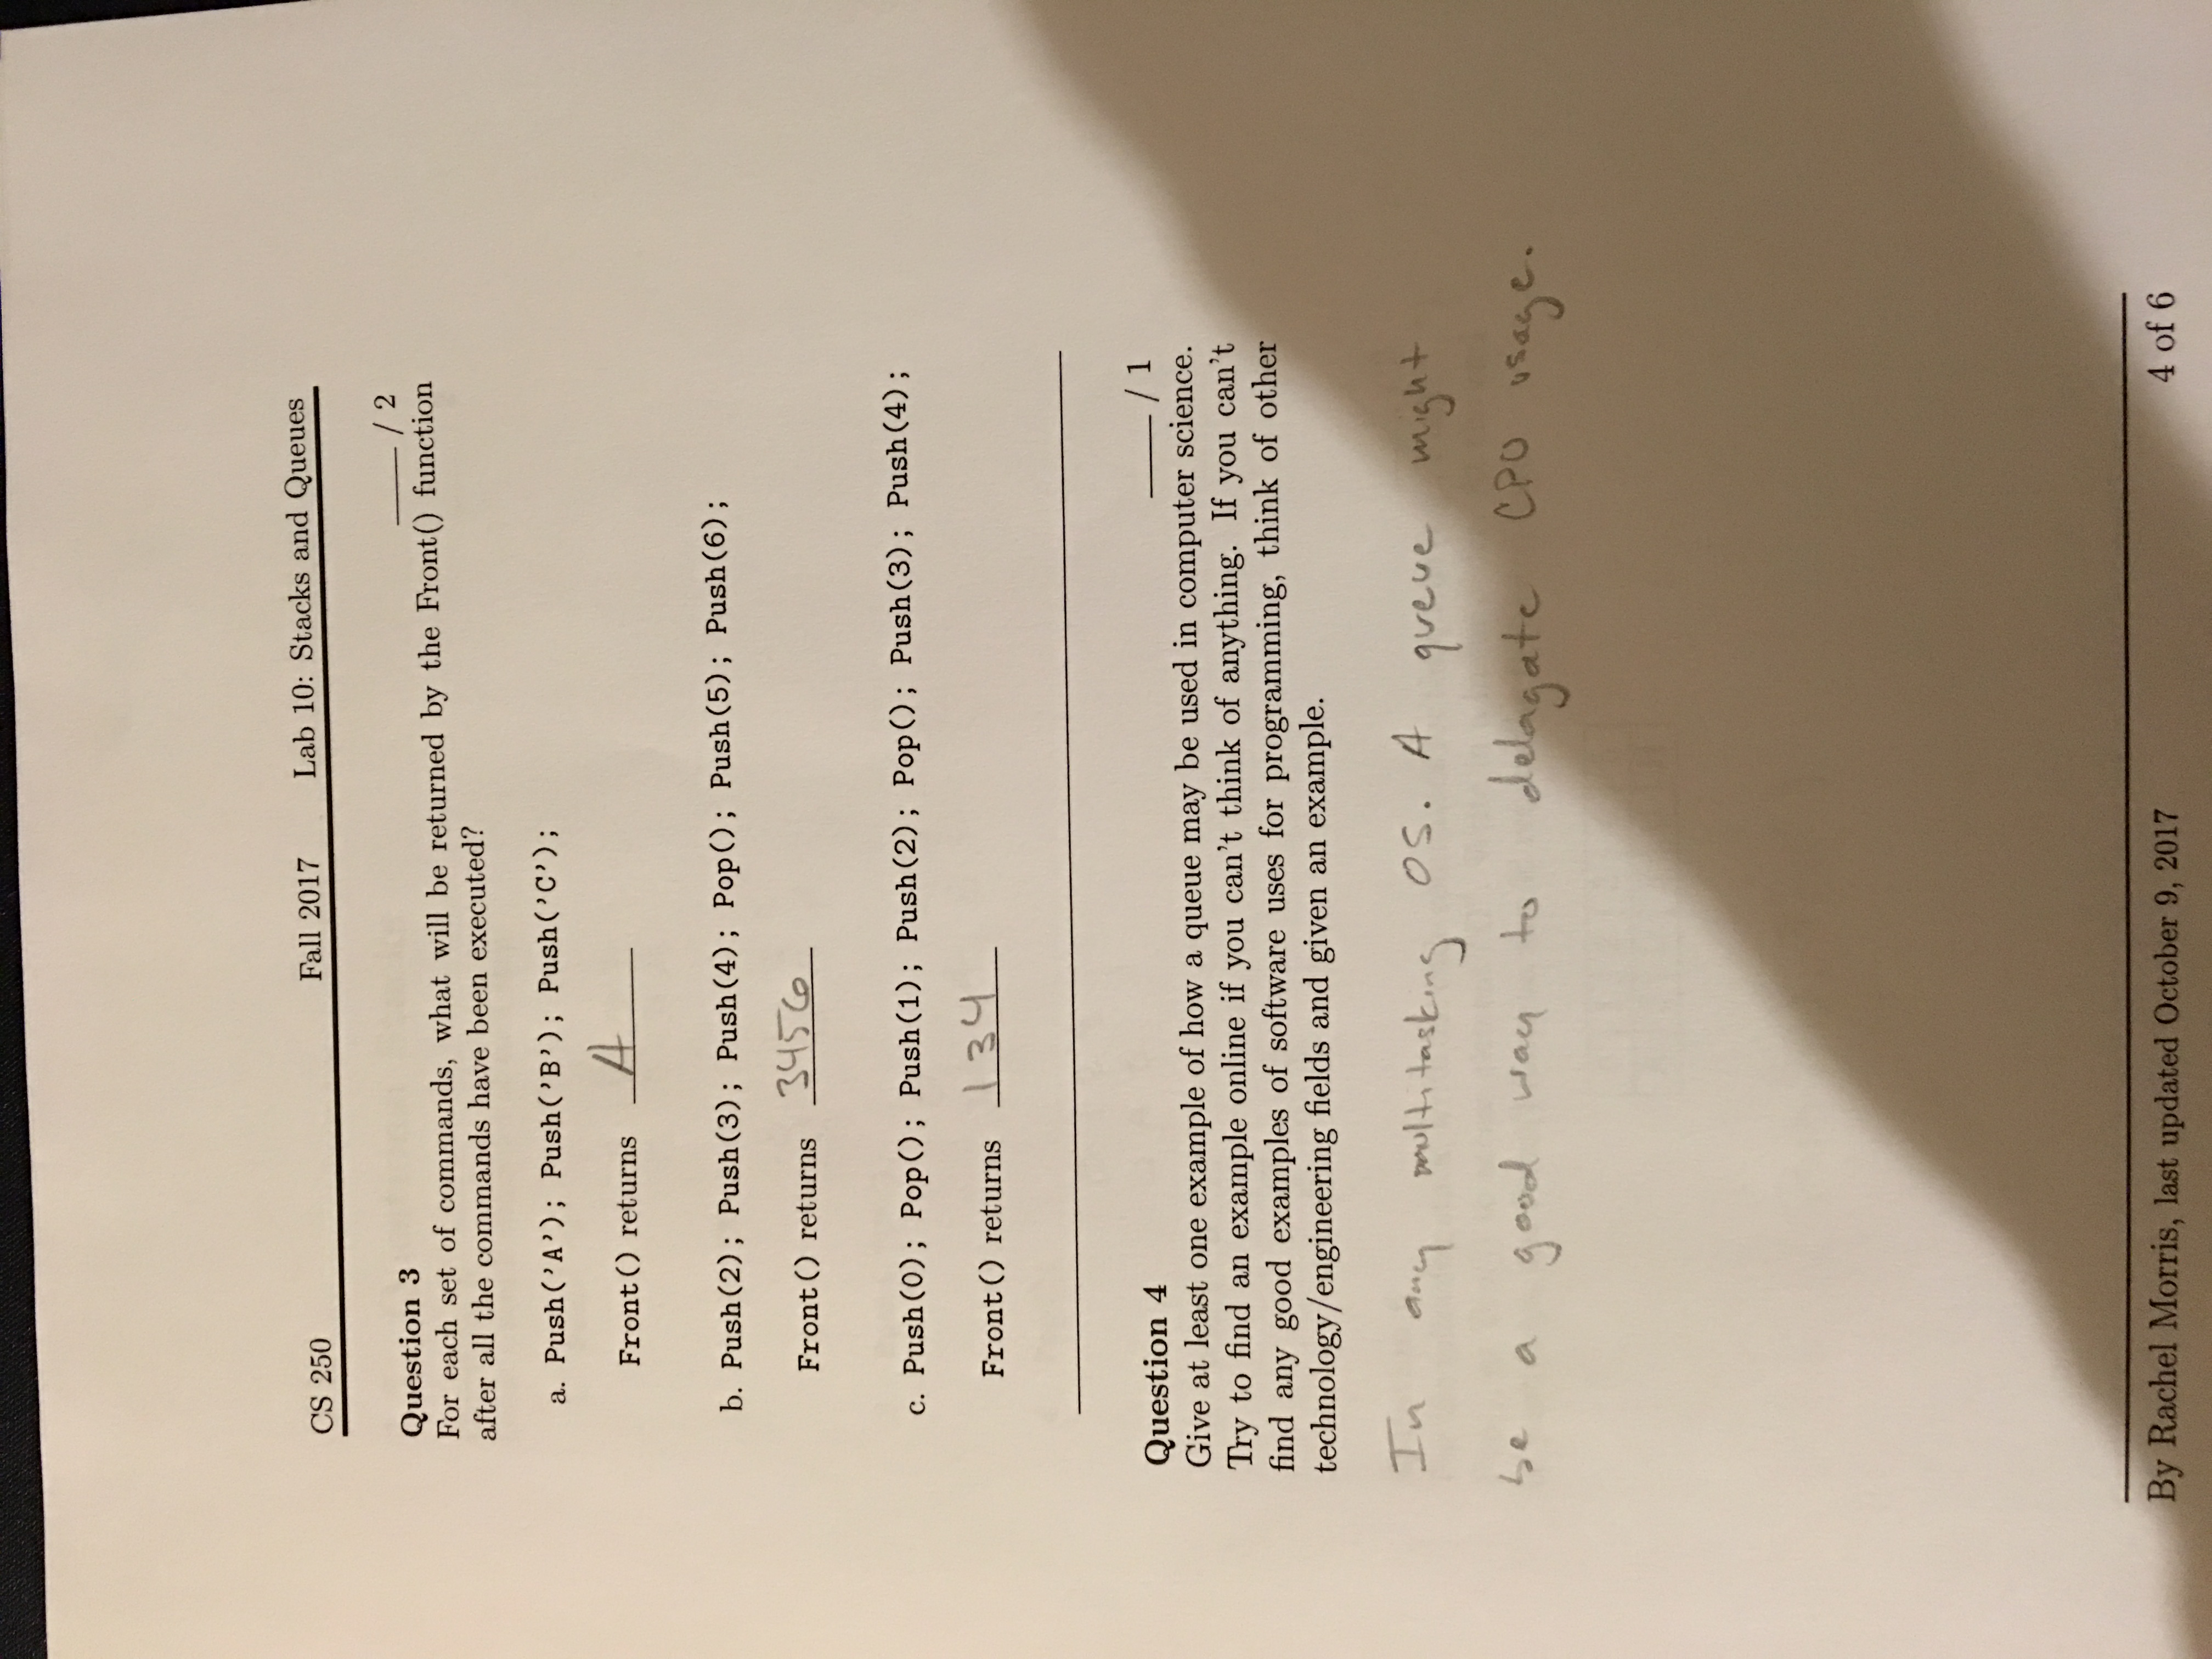 CS 250 Fall 2017 Lab 10: Stacks and Queues
Question 3 ____ / 2
For each set of commands, what will be returned by the Front() function
after all the commands have been executed?
a. Push('A'); Push('B'); Push('C');
Front() returns A
b. Push(2); Push(3); Push(4); Pop(); Push(5); Push(6);
Front() returns 3456
c. Push(0); Pop(); Push(1); Push(2); Pop(); Push(3); Push(4);
Front() returns 134
Question 4 ____ / 1
Give at least one example of how a queue may be used in computer science.
Try to find an example online if you can't think of anything. If you can't
find any good examples of software uses for programming, think of other
technology/engineering fields and given an example.
In any multitasking OS. A queue might
be a good way to delagate CPU usage.
By Rachel Morris, last updated October 9, 2017 4 of 6